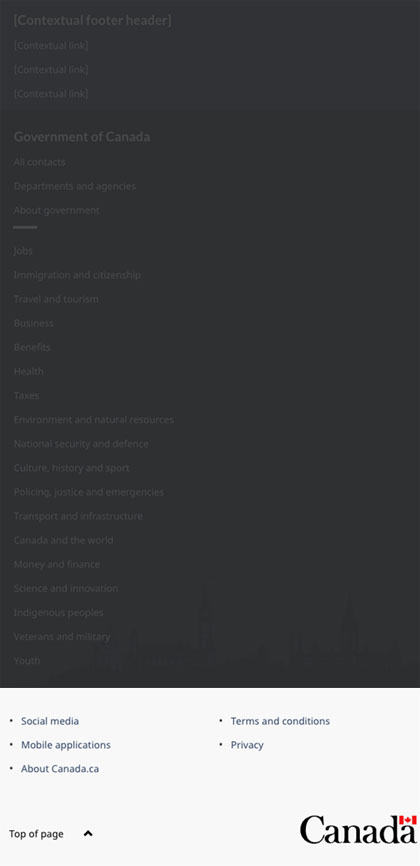 [Contextual footer header]
[Contextual link]
[Contextual link]
[Contextual link]
Government of Canada
All contacts
Departments and agencies
About government
Jobs
Immigration and citizenship
Travel and tourism
Business
Benefits
Health
Taxes
Environment and natural resources
National security and defence
Culture, history and sport
Policing, justice and emergencies
Transport and infrastructure
Canada and the world
Money and finance
Science and innovation
Indigenous peoples
Veterans and military
Youth
• Social media
• Mobile applications
• About Canada.ca
• Terms and conditions
• Privacy
Top of page
Canada